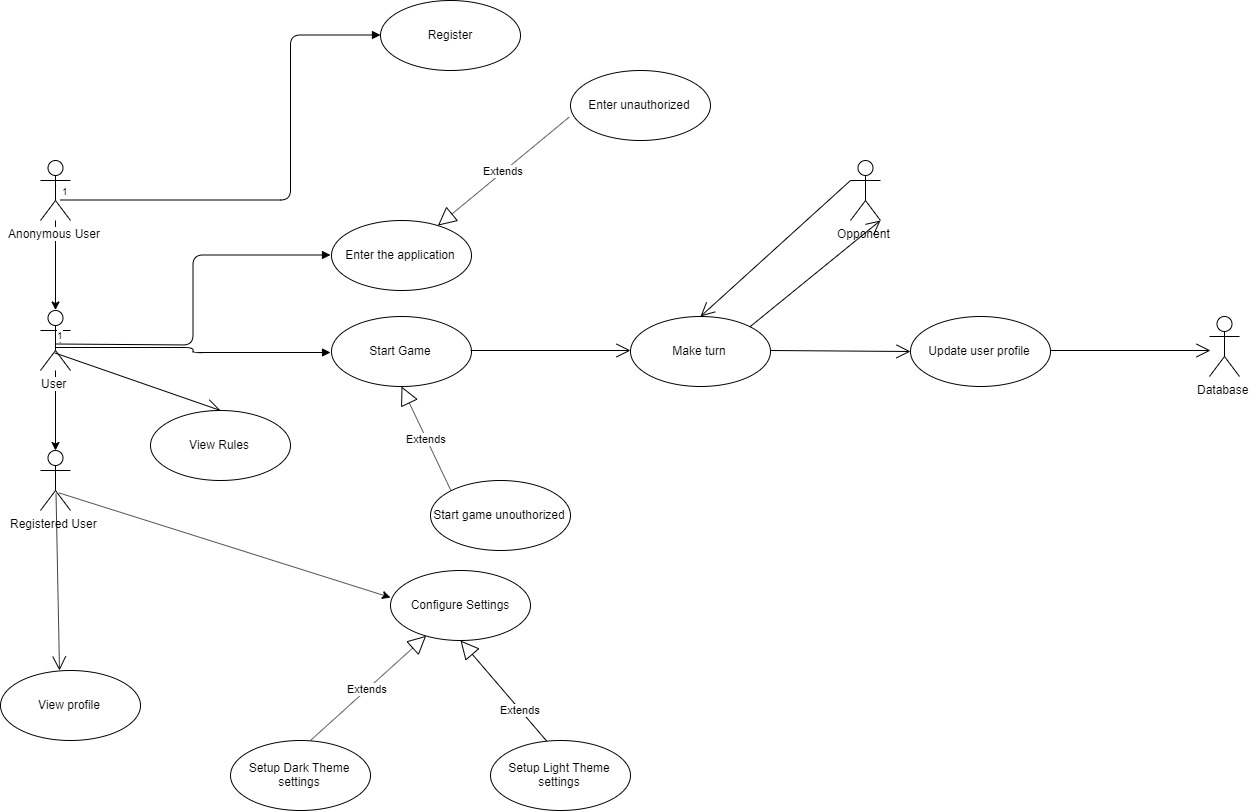 Register
Enter unauthorized
Extends
1
Anonymous User
Opponent
Enter the application
1
Start Game
Make turn
Update user profile
User
Database
View Rules
Extends
Start game unouthorized
Registered User
Configure Settings
Extends
View profile
Extends
Setup Dark Theme
settings
Setup Light Theme
settings